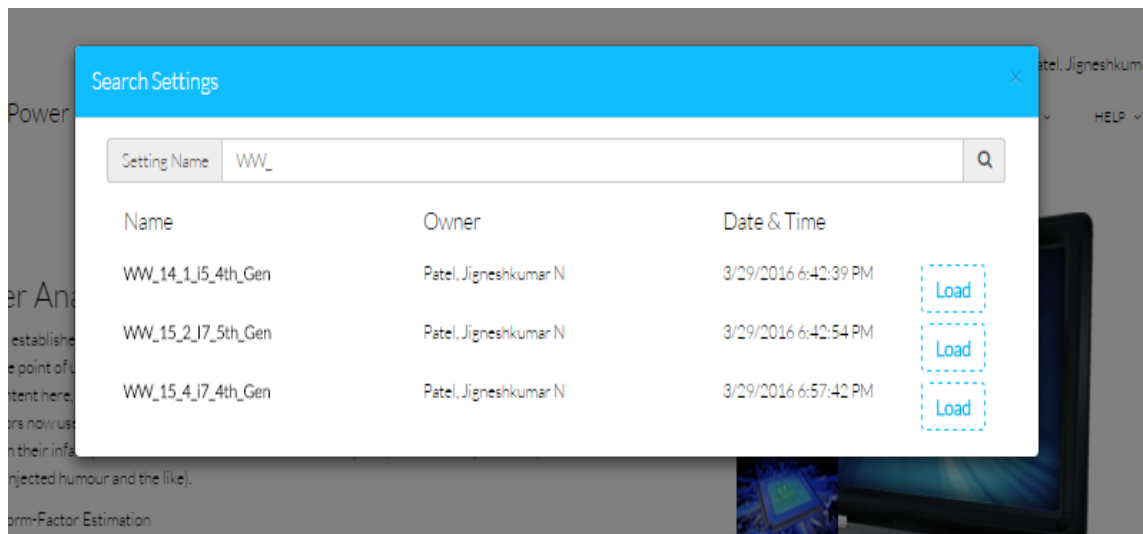 Search Settings ×
atel, Jigneshkum
Power
HELP
Setting Name WW_
Name Owner Date & Time
WW_14_1_i5_4th_Gen Patel, Jigneshkumar N 3/29/2016 6:42:39 PM Load
er Ana
WW_15_2_I7_5th_Gen Patel, Jigneshkumar N 3/29/2016 6:42:54 PM Load
establishe
e point of u
WW_15_4_i7_4th_Gen Patel, Jigneshkumar N 3/29/2016 6:57:42 PM Load
ntent here,
ors now use
n their infa
njected humour and the like).
orm-Factor Estimation